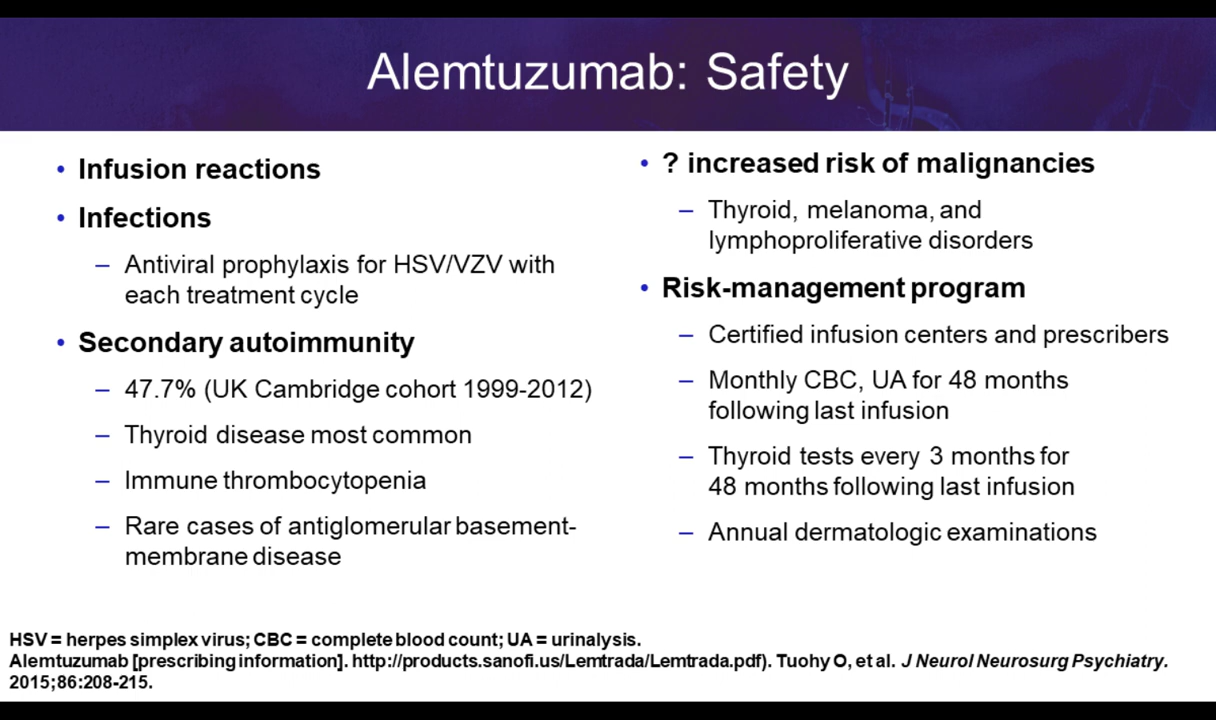 Alemtuzumab: Safety
• Infusion reactions
• Infections
– Antiviral prophylaxis for HSV/VZV with
each treatment cycle
• Secondary autoimmunity
– 47.7% (UK Cambridge cohort 1999-2012)
– Thyroid disease most common
– Immune thrombocytopenia
– Rare cases of antiglomerular basement-
membrane disease
• ? increased risk of malignancies
– Thyroid, melanoma, and
lymphoproliferative disorders
• Risk-management program
– Certified infusion centers and prescribers
– Monthly CBC, UA for 48 months
following last infusion
– Thyroid tests every 3 months for
48 months following last infusion
– Annual dermatologic examinations
HSV = herpes simplex virus; CBC = complete blood count; UA = urinalysis.
Alemtuzumab [prescribing information]. http://products.sanofi.us/Lemtrada/Lemtrada.pdf). Tuohy O, et al. J Neurol Neurosurg Psychiatry.
2015;86:208-215.